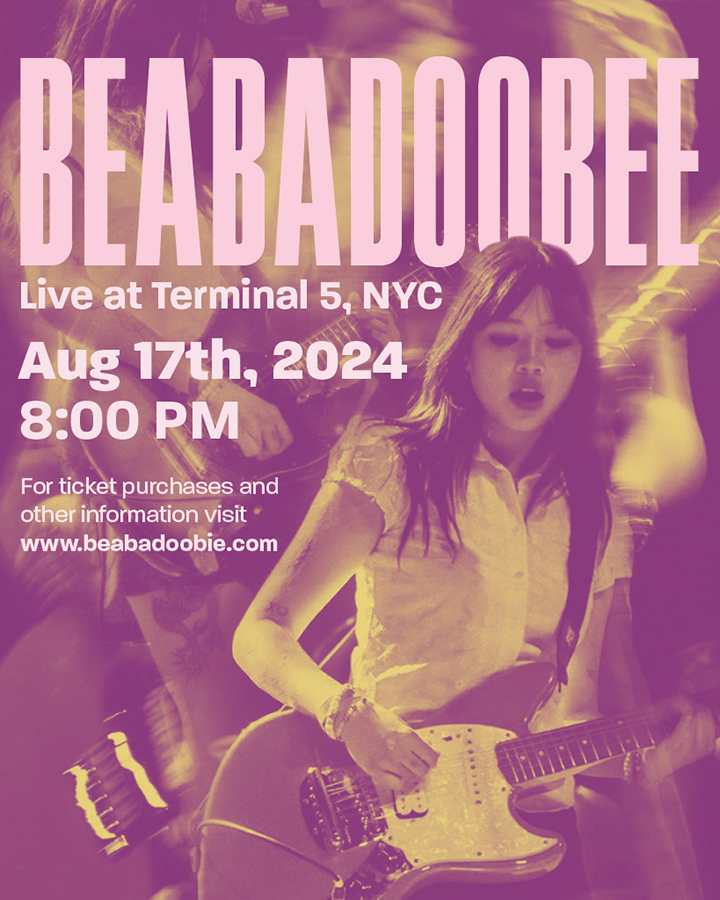 BEABADOOBEE
Live at Terminal 5, NYC
Aug 17th, 2024
8:00 PM
For ticket purchases and
other information visit
www.beabadoobie.com